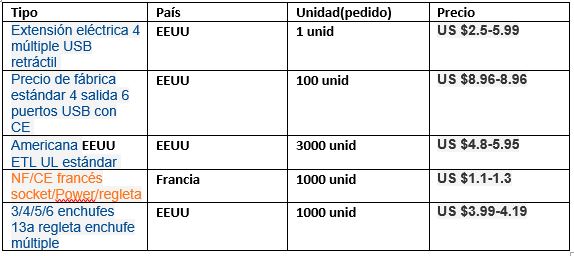 Tipo País Unidad(pedido) Precio
Extensión eléctrica 4 EEUU 1 unid US $2.5-5.99
múltiple USB
retráctil
Precio de fábrica EEUU 100 unid US $8.96-8.96
estándar 4 salida 6
puertos USB con
CE
Americana EEUU EEUU 3000 unid US $4.8-5.95
ETL UL estándar
NF/CE francés Francia 1000 unid US $1.1-1.3
socket/Power/regleta
3/4/5/6 enchufes EEUU 1000 unid US $3.99-4.19
13a regleta enchufe
múltiple